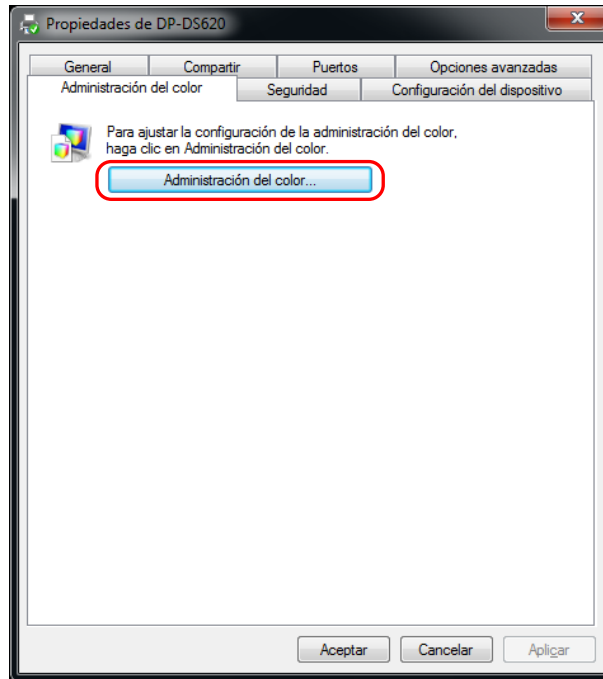 Propiedades de DP-DS620
General Compartir Puertos Opciones avanzadas
Administración del color Seguridad Configuración del dispositivo
Para ajustar la configuración de la administración del color,
haga clic en Administración del color.
Administración del color...
Aceptar Cancelar Aplicar